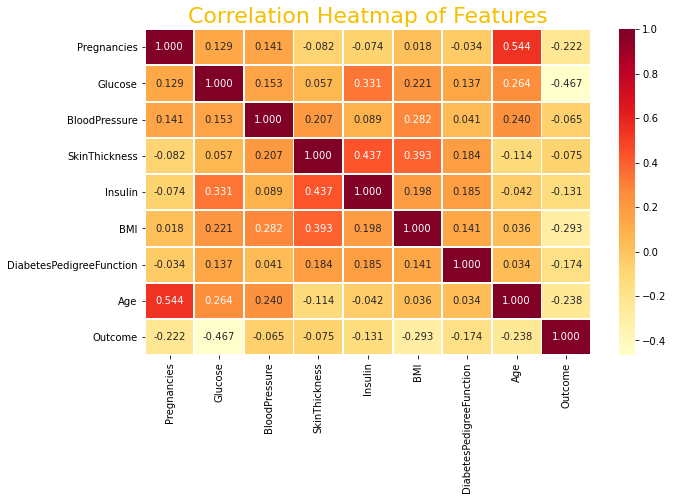 Correlation Heatmap of Features
Pregnancies 1.000 0.129 0.141 -0.082 -0.074 0.018 -0.034 0.544 -0.222
Glucose 0.129 1.000 0.153 0.057 0.331 0.221 0.137 0.264 -0.467
BloodPressure 0.141 0.153 1.000 0.207 0.089 0.282 0.041 0.240 -0.065
SkinThickness -0.082 0.057 0.207 1.000 0.437 0.393 0.184 -0.114 -0.075
Insulin -0.074 0.331 0.089 0.437 1.000 0.198 0.185 -0.042 -0.131
BMI 0.018 0.221 0.282 0.393 0.198 1.000 0.141 0.036 -0.293
DiabetesPedigreeFunction -0.034 0.137 0.041 0.184 0.185 0.141 1.000 0.034 -0.174
Age 0.544 0.264 0.240 -0.114 -0.042 0.036 0.034 1.000 -0.238
Outcome -0.222 -0.467 -0.065 -0.075 -0.131 -0.293 -0.174 -0.238 1.000
Pregnancies
Glucose
BloodPressure
SkinThickness
Insulin
BMI
DiabetesPedigreeFunction
Age
Outcome
1.0
0.8
0.6
0.4
0.2
0.0
−0.2
−0.4